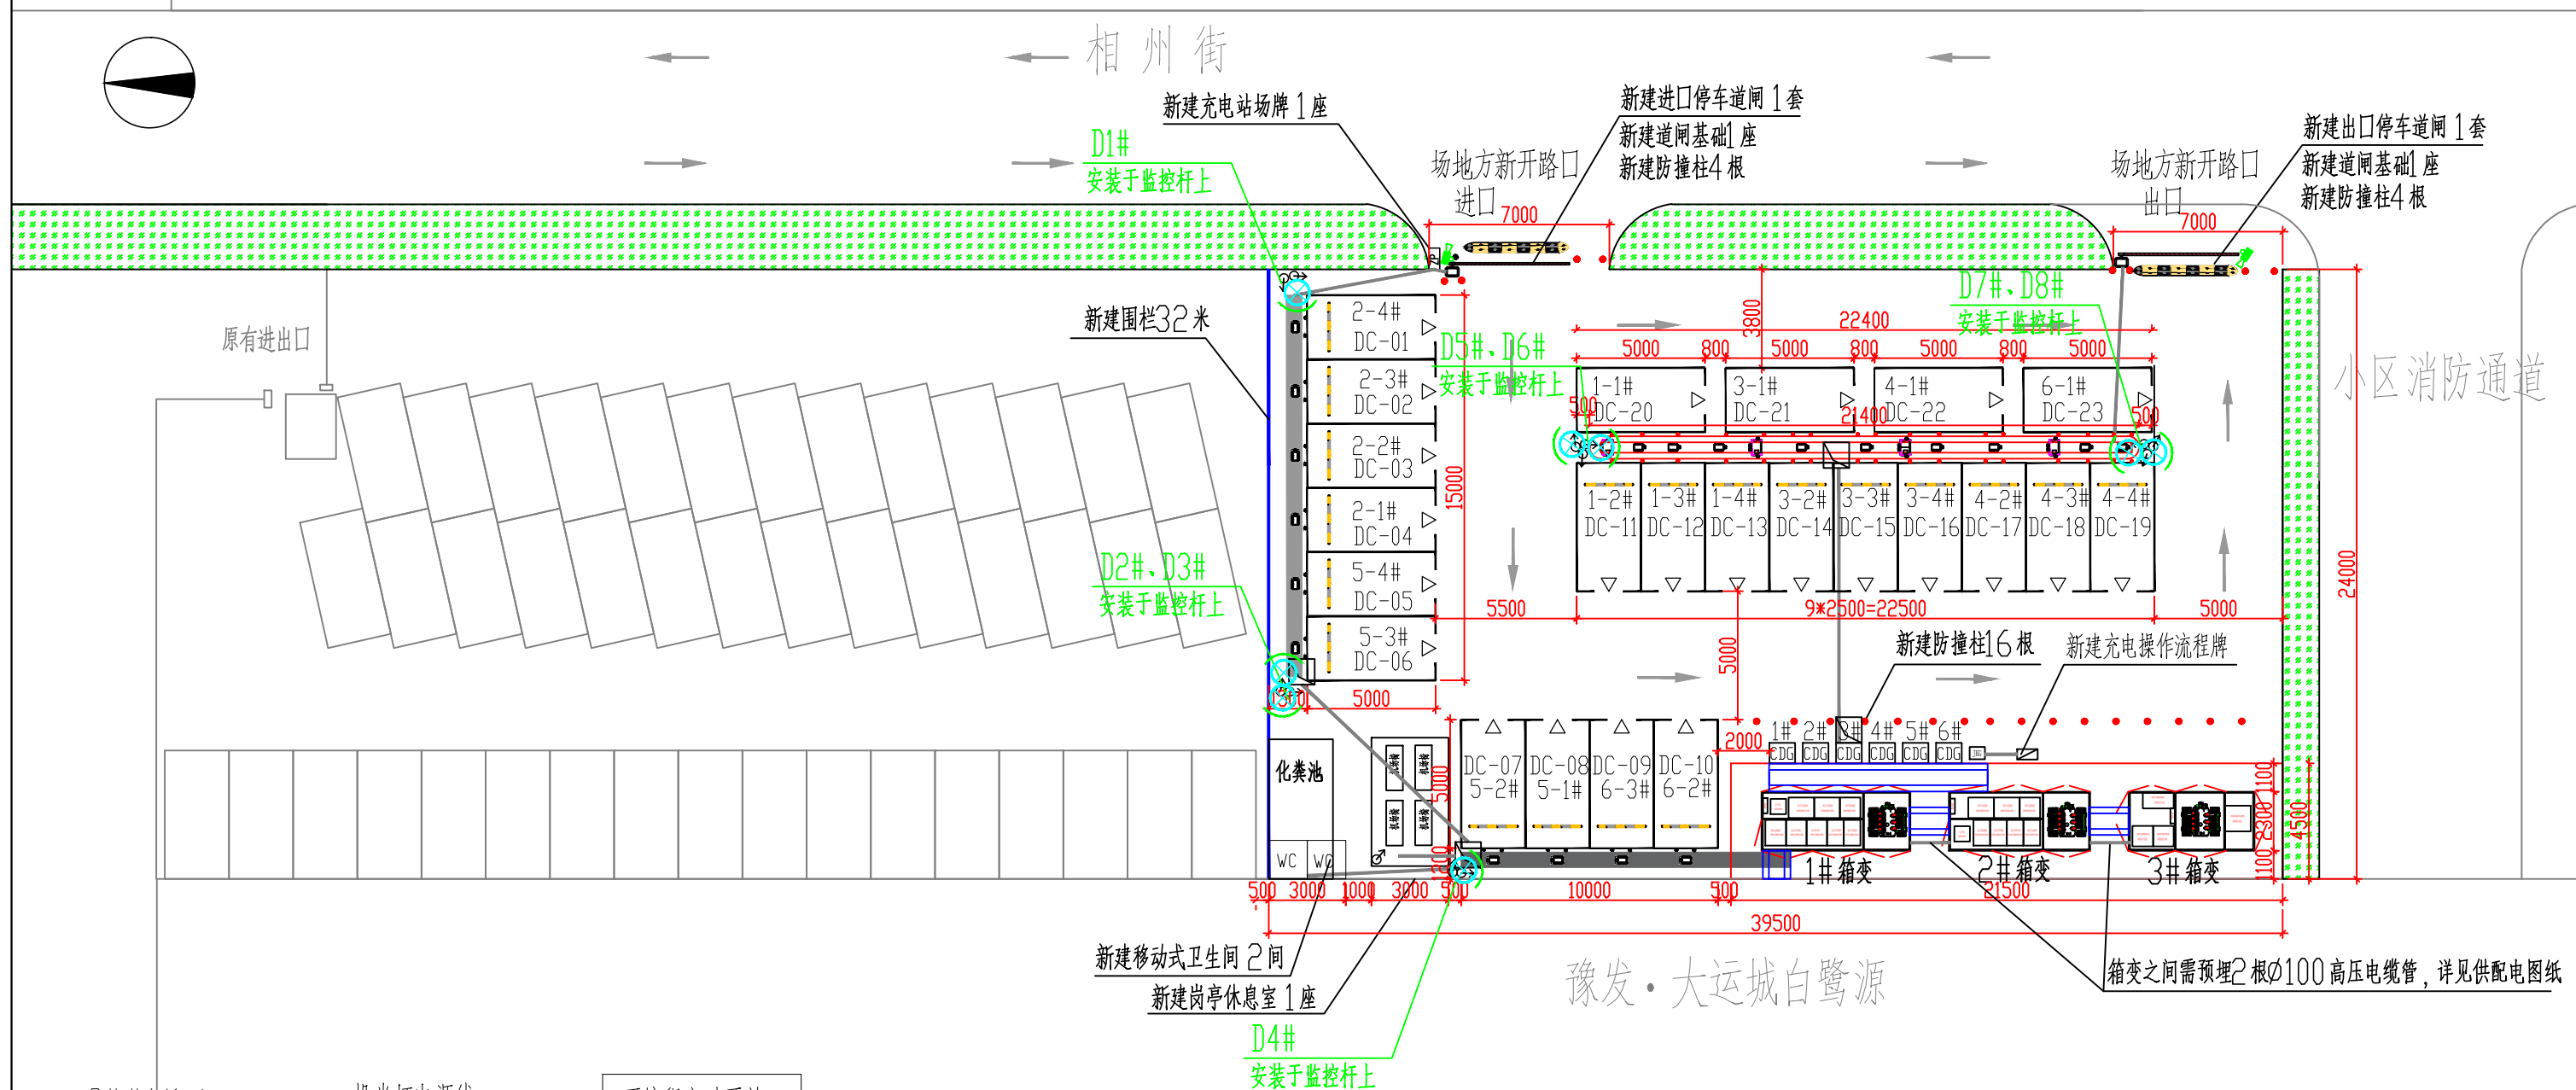 相州街
新建充电站场牌1座
新建进口停车道闸1套
新建道闸基础1座
新建防撞柱4根
新建出口停车道闸1套
新建道闸基础1座
新建防撞柱4根
D1#
安装于监控杆上
场地方新开路口
进口
7000
场地方新开路口
出口
7000
ZP
D7#、D8#
安装于监控杆上
新建围栏32米
原有进出口
3800
22400
D5#、D6#
安装于监控杆上
5000
800
5000
800
5000
800
5000
小区消防通道
2-4#
DC-01
2-3#
DC-02
2-2#
DC-03
2-1#
DC-04
5-4#
DC-05
5-3#
DC-06
15000
1-1#
DC-20
3-1#
DC-21
4-1#
DC-22
6-1#
DC-23
500
21400
500
1-2#
DC-11
1-3#
DC-12
1-4#
DC-13
3-2#
DC-14
3-3#
DC-15
3-4#
DC-16
4-2#
DC-17
4-3#
DC-18
4-4#
DC-19
24000
D2#、D3#
安装于监控杆上
5500
9*2500=22500
5000
5000
新建防撞柱16根
新建充电操作流程牌
5000
化粪池
WC
WC
5000
DC-07
5-2#
DC-08
5-1#
DC-09
6-3#
DC-10
6-2#
2000
1#
2#
3#
4#
5#
6#
CDG
CDG
CDG
CDG
CDG
CDG
1100
2300
1100
4500
1#箱变
2#箱变
3#箱变
500
3000
1000
3000
500
10000
500
21500
39500
新建移动式卫生间2间
新建岗亭休息室1座
D4#
安装于监控杆上
豫发·大运城白鹭源
箱变之间需预埋2根Ø100高压电缆管，详见供配电图纸